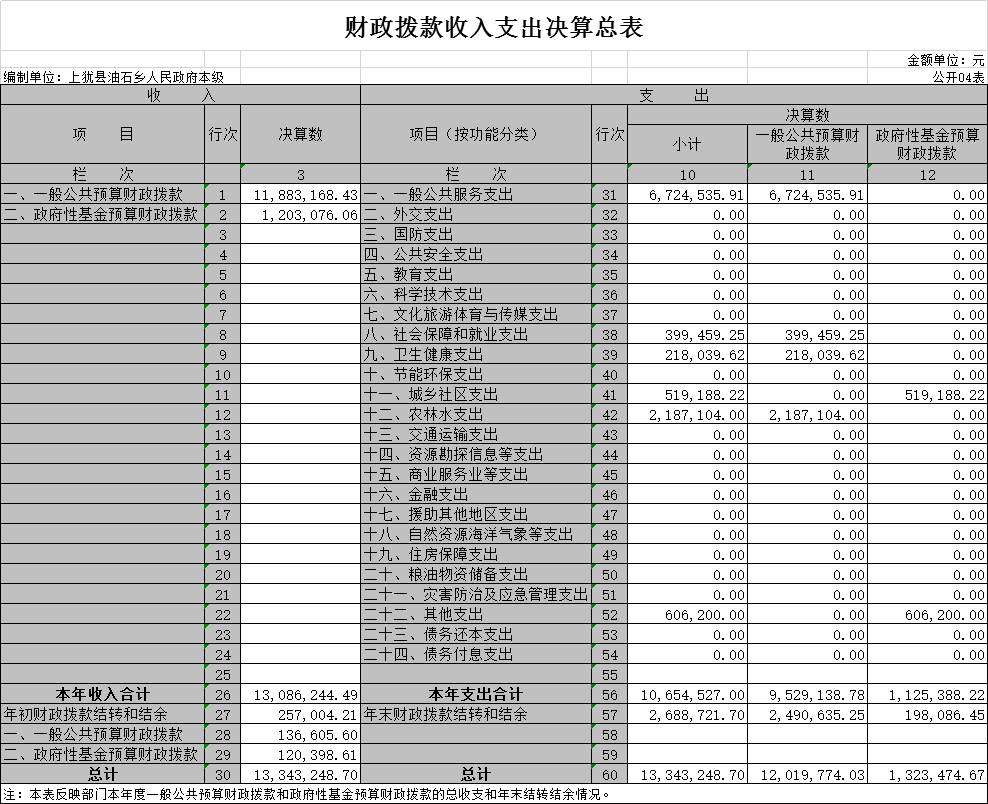 财政拨款收入支出决算总表
金额单位：元
编制单位：上犹县油石乡人民政府本级 公开04表
收 入 支 出
项 目 行次 决算数 项目（按功能分类） 行次 决算数
小计 一般公共预算财政拨款 政府性基金预算财政拨款
栏 次 3 栏 次 10 11 12
一、一般公共预算财政拨款 1 11,883,168.43 一、一般公共服务支出 31 6,724,535.91 6,724,535.91 0.00
二、政府性基金预算财政拨款 2 1,203,076.06 二、外交支出 32 0.00 0.00 0.00
3 三、国防支出 33 0.00 0.00 0.00
4 四、公共安全支出 34 0.00 0.00 0.00
5 五、教育支出 35 0.00 0.00 0.00
6 六、科学技术支出 36 0.00 0.00 0.00
7 七、文化旅游体育与传媒支出 37 0.00 0.00 0.00
8 八、社会保障和就业支出 38 399,459.25 399,459.25 0.00
9 九、卫生健康支出 39 218,039.62 218,039.62 0.00
10 十、节能环保支出 40 0.00 0.00 0.00
11 十一、城乡社区支出 41 519,188.22 0.00 519,188.22
12 十二、农林水支出 42 2,187,104.00 2,187,104.00 0.00
13 十三、交通运输支出 43 0.00 0.00 0.00
14 十四、资源勘探信息等支出 44 0.00 0.00 0.00
15 十五、商业服务业等支出 45 0.00 0.00 0.00
16 十六、金融支出 46 0.00 0.00 0.00
17 十七、援助其他地区支出 47 0.00 0.00 0.00
18 十八、自然资源海洋气象等支出 48 0.00 0.00 0.00
19 十九、住房保障支出 49 0.00 0.00 0.00
20 二十、粮油物资储备支出 50 0.00 0.00 0.00
21 二十一、灾害防治及应急管理支出 51 0.00 0.00 0.00
22 二十二、其他支出 52 606,200.00 0.00 606,200.00
23 二十三、债务还本支出 53 0.00 0.00 0.00
24 二十四、债务付息支出 54 0.00 0.00 0.00
25 55
本年收入合计 26 13,086,244.49 本年支出合计 56 10,654,527.00 9,529,138.78 1,125,388.22
年初财政拨款结转和结余 27 257,004.21 年末财政拨款结转和结余 57 2,688,721.70 2,490,635.25 198,086.45
一、一般公共预算财政拨款 28 136,605.60 58
二、政府性基金预算财政拨款 29 120,398.61 59
总计 30 13,343,248.70 总计 60 13,343,248.70 12,019,774.03 1,323,474.67
注：本表反映部门本年度一般公共预算财政拨款和政府性基金预算财政拨款的总收支和年末结转结余情况。